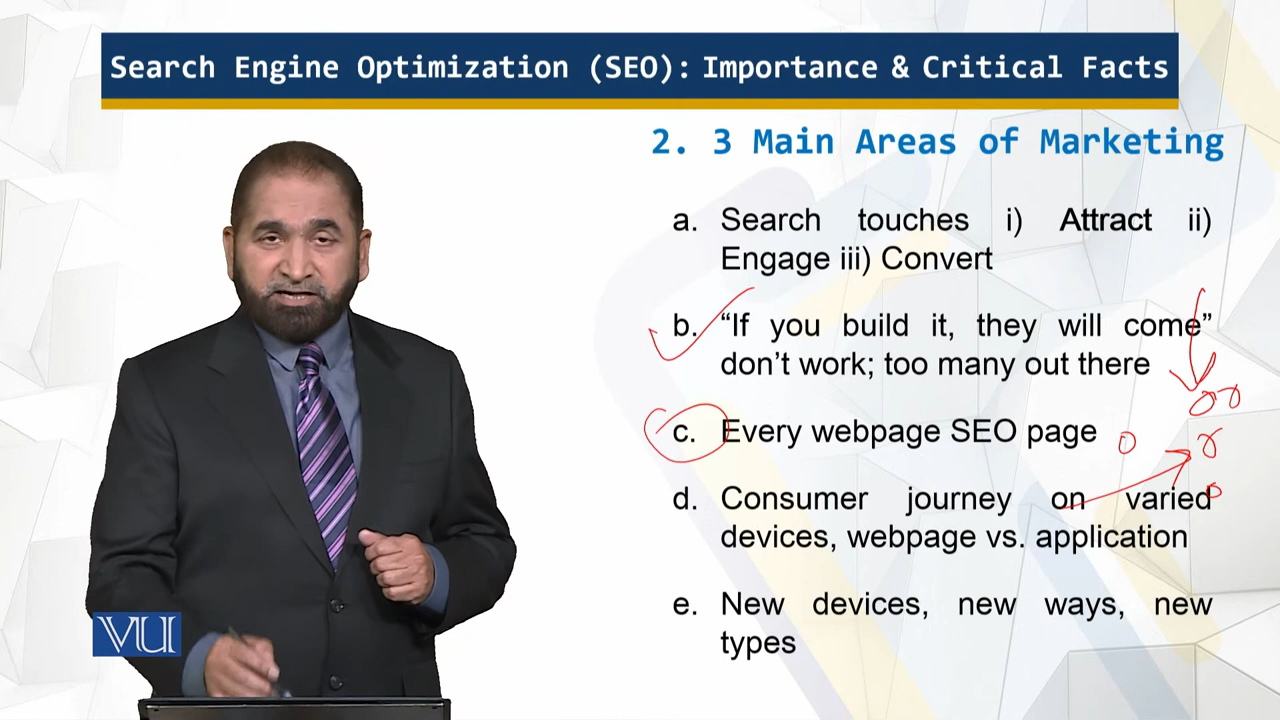 Search Engine Optimization (SEO): Importance & Critical Facts
2. 3 Main Areas of Marketing
a. Search touches i) Attract ii)
Engage iii) Convert
b. “If you build it, they will come”
don’t work; too many out there
c. Every webpage SEO page
d. Consumer journey on varied
devices, webpage vs. application
e. New devices, new ways, new
types
VU